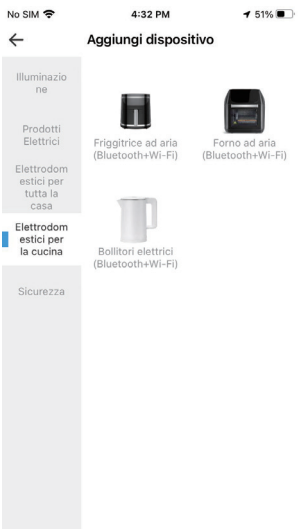 No SIM 4:32 PM 51%
Aggiungi dispositivo
Illuminazio
ne
Prodotti
Elettrici
Elettrodom
estici per
tutta la
casa
Elettrodom
estici per
la cucina
Sicurezza
Friggitrice ad aria
(Bluetooth+Wi-Fi)
Forno ad aria
(Bluetooth+Wi-Fi)
Bollitori elettrici
(Bluetooth+Wi-Fi)